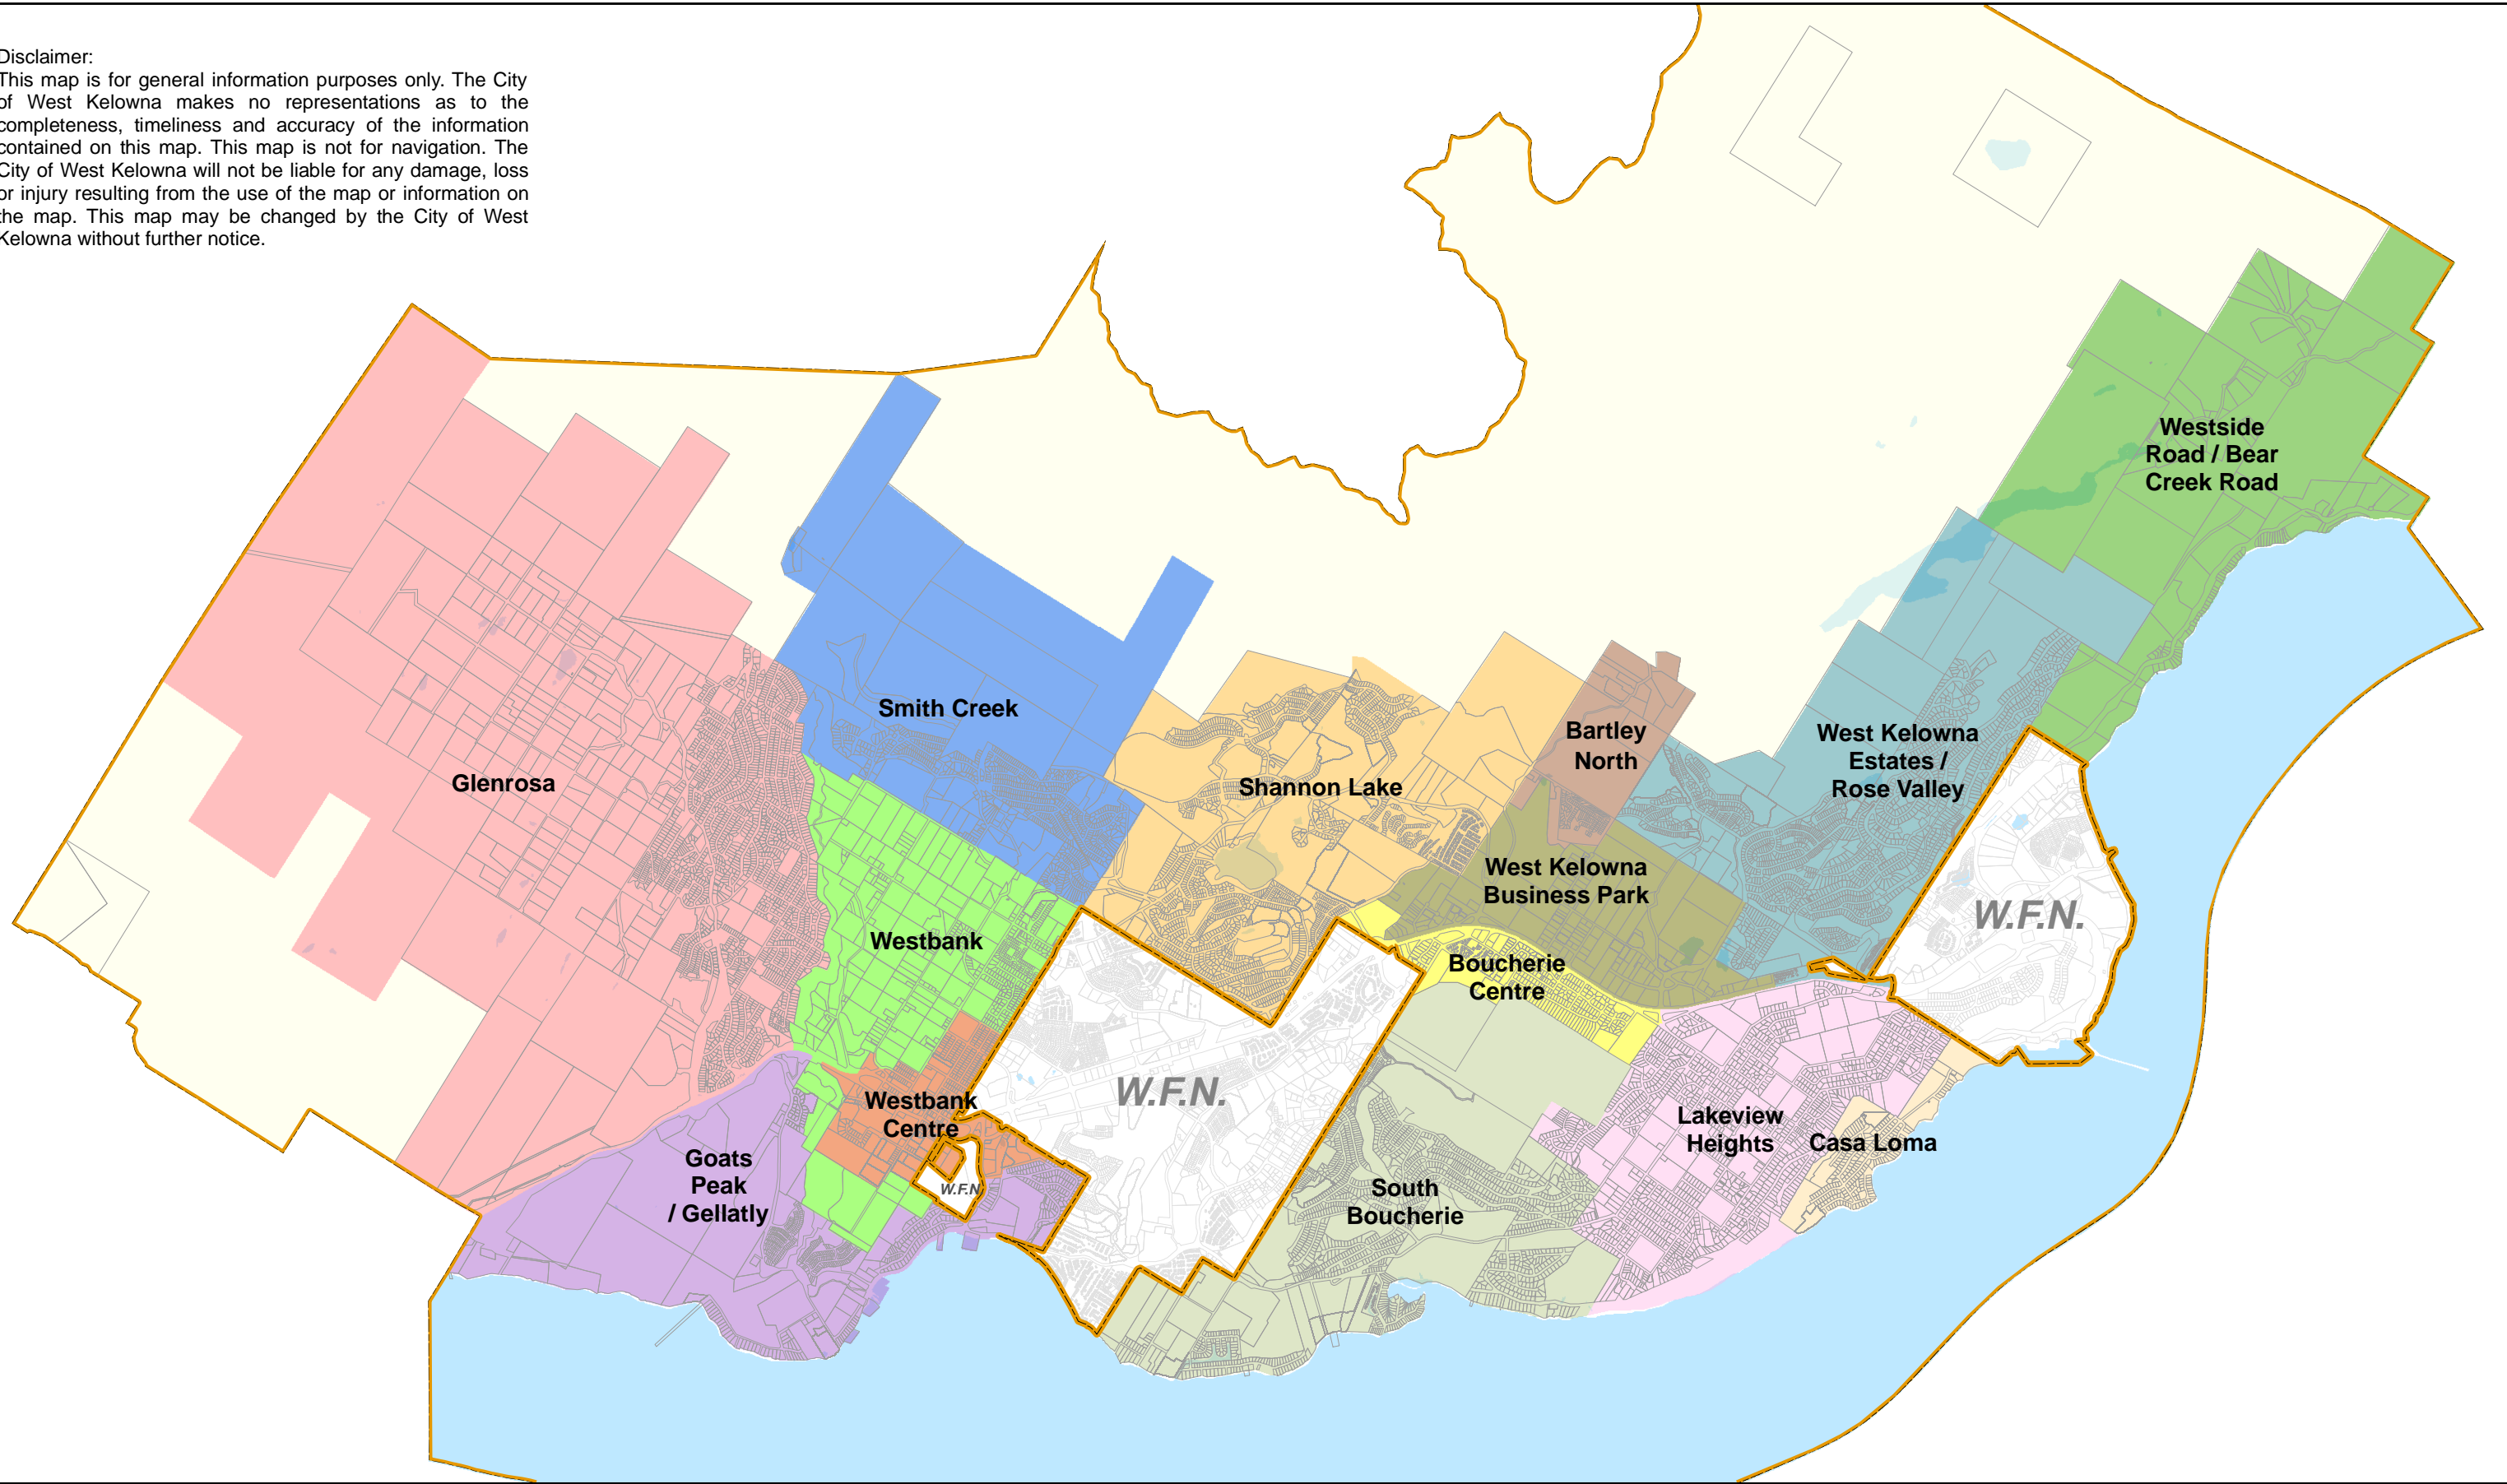 Disclaimer:
This map is for general information purposes only. The City
of West Kelowna makes no representations as to the
completeness, timeliness and accuracy of the information
contained on this map. This map is not for navigation. The
City of West Kelowna will not be liable for any damage, loss
or injury resulting from the use of the map or information on
the map. This map may be changed by the City of West
Kelowna without further notice.
Westside
Road / Bear
Creek Road
Smith Creek
Bartley
North
West Kelowna
Estates /
Rose Valley
Glenrosa
Shannon Lake
West Kelowna
Business Park
W.F.N.
Westbank
Boucherie
Centre
W.F.N.
Westbank
Centre
Lakeview
Heights
Casa Loma
Goats
Peak
/ Gellatly
W.F.N
South
Boucherie